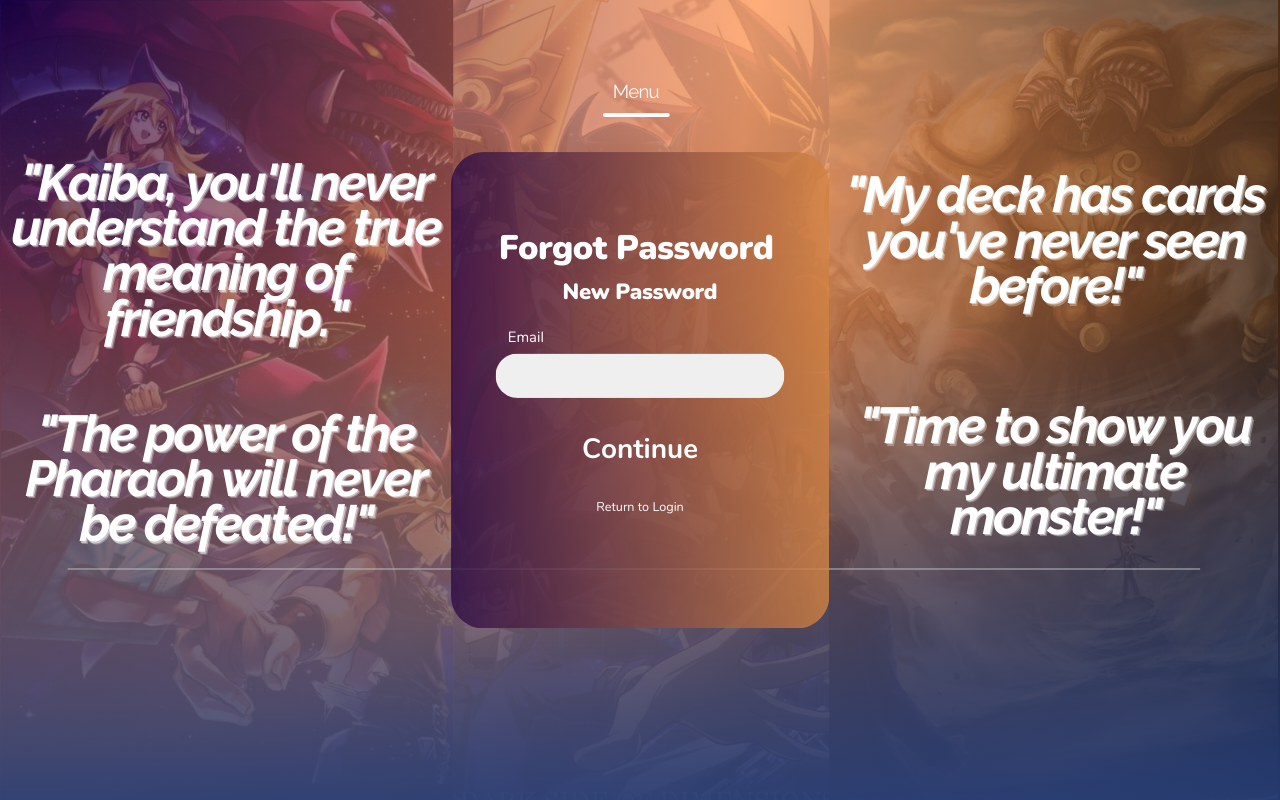 Menu
"Kaiba, you'll never
understand the true
meaning of
friendship."
"The power of the
Pharaoh will never
be defeated!"
Forgot Password
New Password
Email
Continue
Return to Login
"My deck has cards
you've never seen
before!"
"Time to show you
my ultimate
monster!"